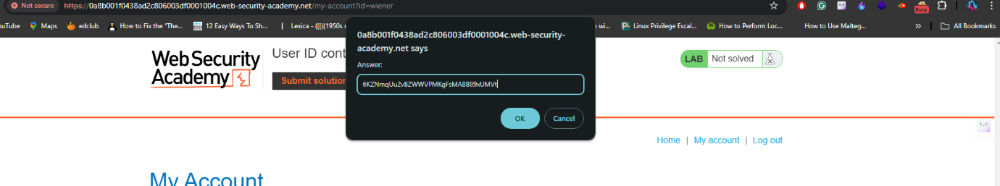 Not secure https://0a8b001f0438ad2c806003df0001004c.web-security-academy.net/my-account?id=wiener
Burp
ouTube Maps edclub How to Fix the "The... 12 Easy Ways To Sh... Lexica - (((((1950s r wi... Linux Privilege Escal... How to Perform Loc... How to Use Malteg... » All Bookmarks
0a8b001f0438ad2c806003df0001004c.web-security-
academy.net says
Answer:
6KZNmqUu2vBZWWVPMKgFsMABB89xUMVt
OK Cancel
Web Security
Academy
User ID cont
Submit solution
LAB Not solved
Home | My account | Log out
My Account